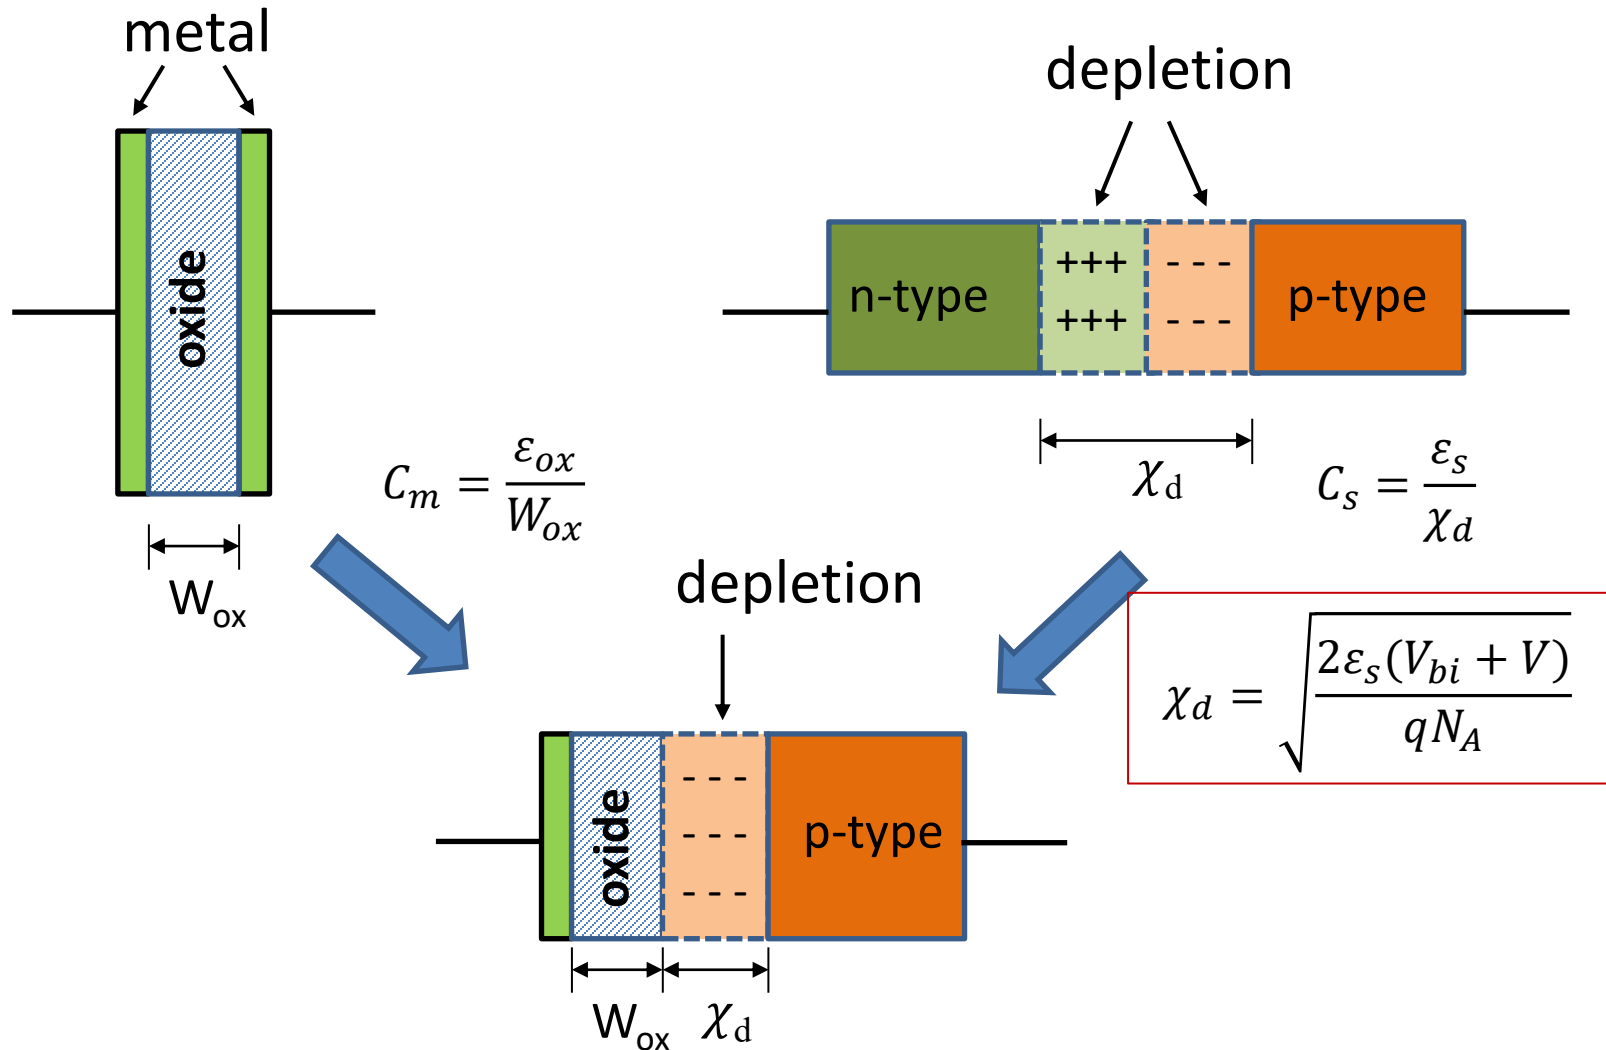 metal
depletion
oxide
n-type
+++
+++
- - -
- - -
p-type
χ_d
C_m = ε_ox / W_ox
C_s = ε_s / χ_d
W_ox
depletion
χ_d = √(2ε_s(V_bi + V) / qN_A)
oxide
- - -
- - -
- - -
p-type
W_ox
χ_d